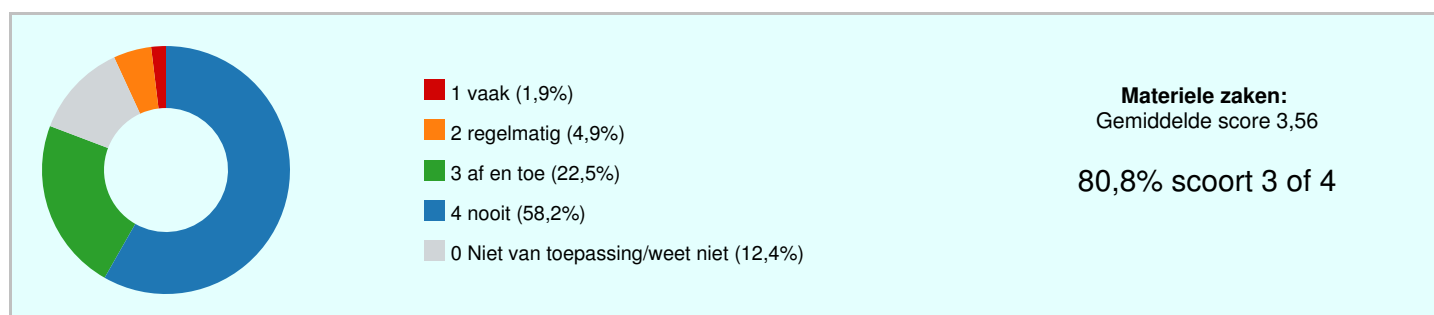 1 vaak (1,9%)
2 regelmatig (4,9%)
3 af en toe (22,5%)
4 nooit (58,2%)
0 Niet van toepassing/weet niet (12,4%)
Materiele zaken:
Gemiddelde score 3,56
80,8% scoort 3 of 4